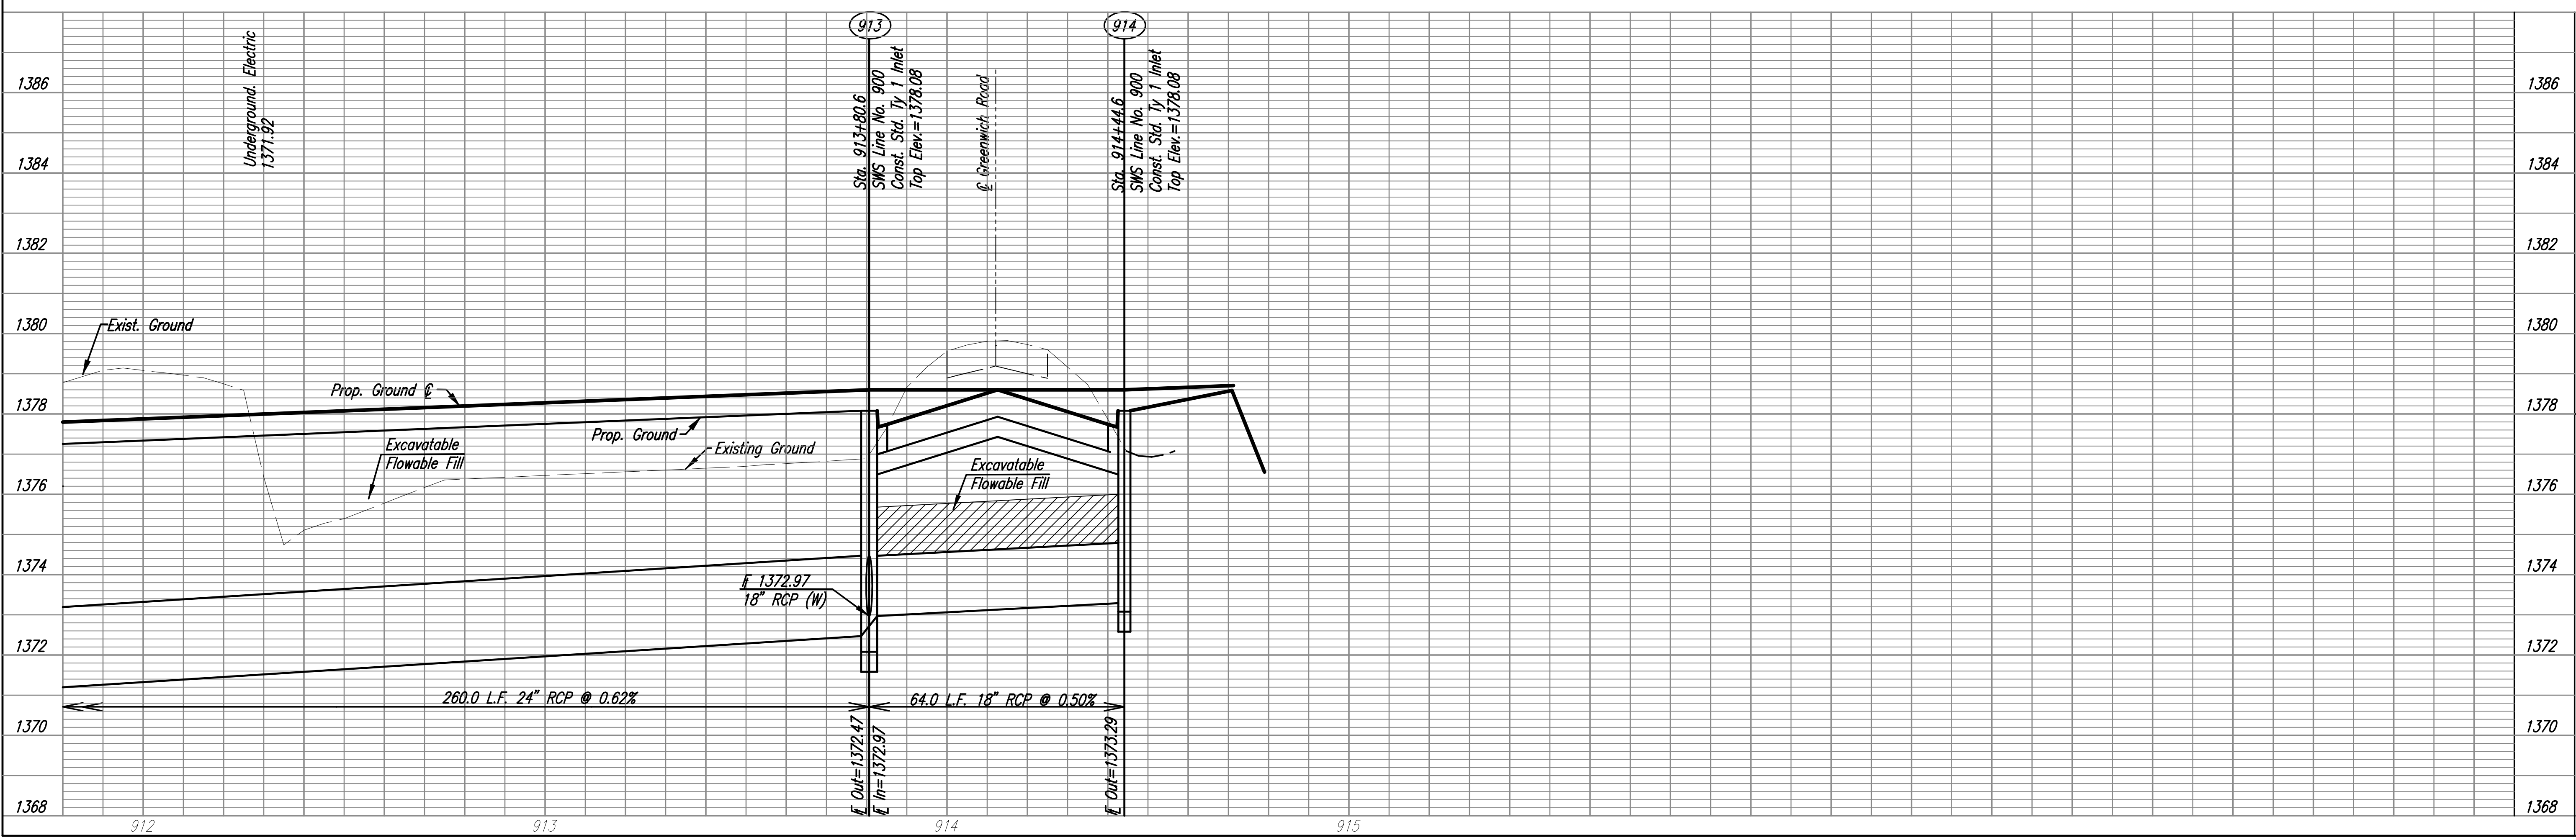 913
914
Underground. Electric
1371.92
Sta. 913+80.6
SWS Line No. 900
Const. Std. Ty 1 Inlet
Top Elev.=1378.08
℄ Greenwich Road
Sta. 914+44.6
SWS Line No. 900
Const. Std. Ty 1 Inlet
Top Elev.=1378.08
1386
1386
1384
1384
1382
1382
1380
1380
Exist. Ground
Prop. Ground ℄
1378
1378
Prop. Ground
Excavatable
Flowable Fill
Existing Ground
Excavatable
Flowable Fill
1376
1376
1374
1374
1372.97
18" RCP (W)
1372
1372
260.0 L.F. 24" RCP @ 0.62%
64.0 L.F. 18" RCP @ 0.50%
1370
1370
Out=1372.47
In=1372.97
Out=1373.29
1368
1368
912
913
914
915